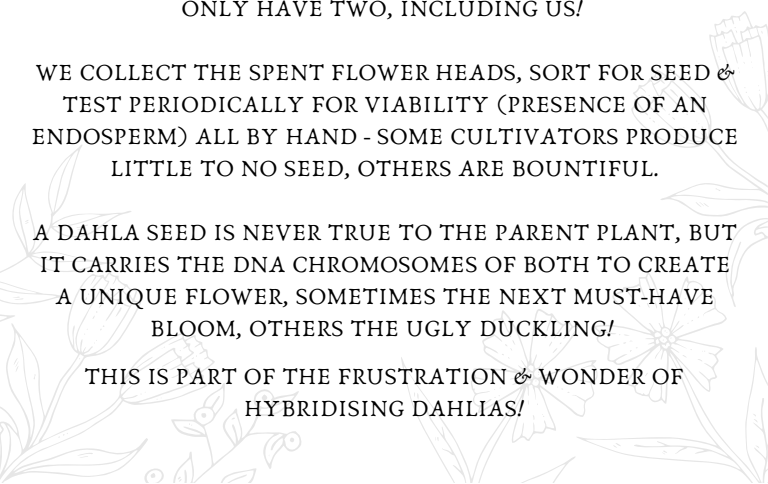 ONLY HAVE TWO, INCLUDING US!
WE COLLECT THE SPENT FLOWER HEADS, SORT FOR SEED &
TEST PERIODICALLY FOR VIABILITY (PRESENCE OF AN
ENDOSPERM) ALL BY HAND - SOME CULTIVATORS PRODUCE
LITTLE TO NO SEED, OTHERS ARE BOUNTIFUL.
A DAHLA SEED IS NEVER TRUE TO THE PARENT PLANT, BUT
IT CARRIES THE DNA CHROMOSOMES OF BOTH TO CREATE
A UNIQUE FLOWER, SOMETIMES THE NEXT MUST-HAVE
BLOOM, OTHERS THE UGLY DUCKLING!
THIS IS PART OF THE FRUSTRATION & WONDER OF
HYBRIDISING DAHLIAS!